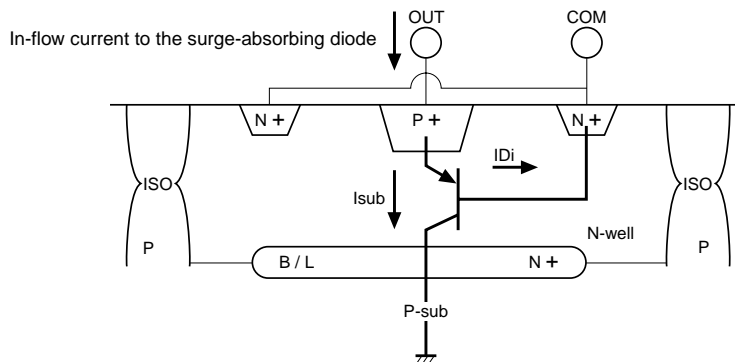 OUT
COM
In-flow current to the surge-absorbing diode
N +
P +
N +
IDi
ISO
Isub
ISO
N-well
P
B / L
N +
P
P-sub